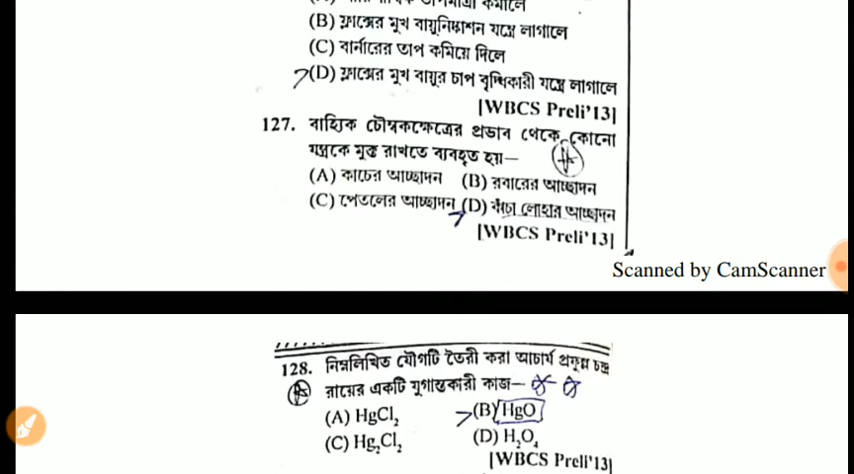 তাপমাত্রা কমালে
(B) ফ্লাস্কের মুখ বায়ুনিষ্কাশন যন্ত্রে লাগালে
(C) বার্নারের তাপ কমিয়ে দিলে
(D) ফ্লাস্কের মুখ বায়ুর চাপ বৃদ্ধিকারী যন্ত্রে লাগালে
[WBCS Preli'13]
127. বাহ্যিক চৌম্বকক্ষেত্রের প্রভাব থেকে কোনো
যন্ত্রকে মুক্ত রাখতে ব্যবহৃত হয়—
(A) কাচের আচ্ছাদন (B) রবারের আচ্ছাদন
(C) পেতলের আচ্ছাদন (D) কাঁচা লোহার আচ্ছাদন
[WBCS Preli'13]
Scanned by CamScanner
128. নিম্নলিখিত যৌগটি তৈরী করা আচার্য প্রফুল্ল চন্দ্র
রায়ের একটি যুগান্তকারী কাজ—
(A) HgCl₂ (B) HgO
(C) Hg₂Cl₂ (D) H₂O₄
[WBCS Preli'13]